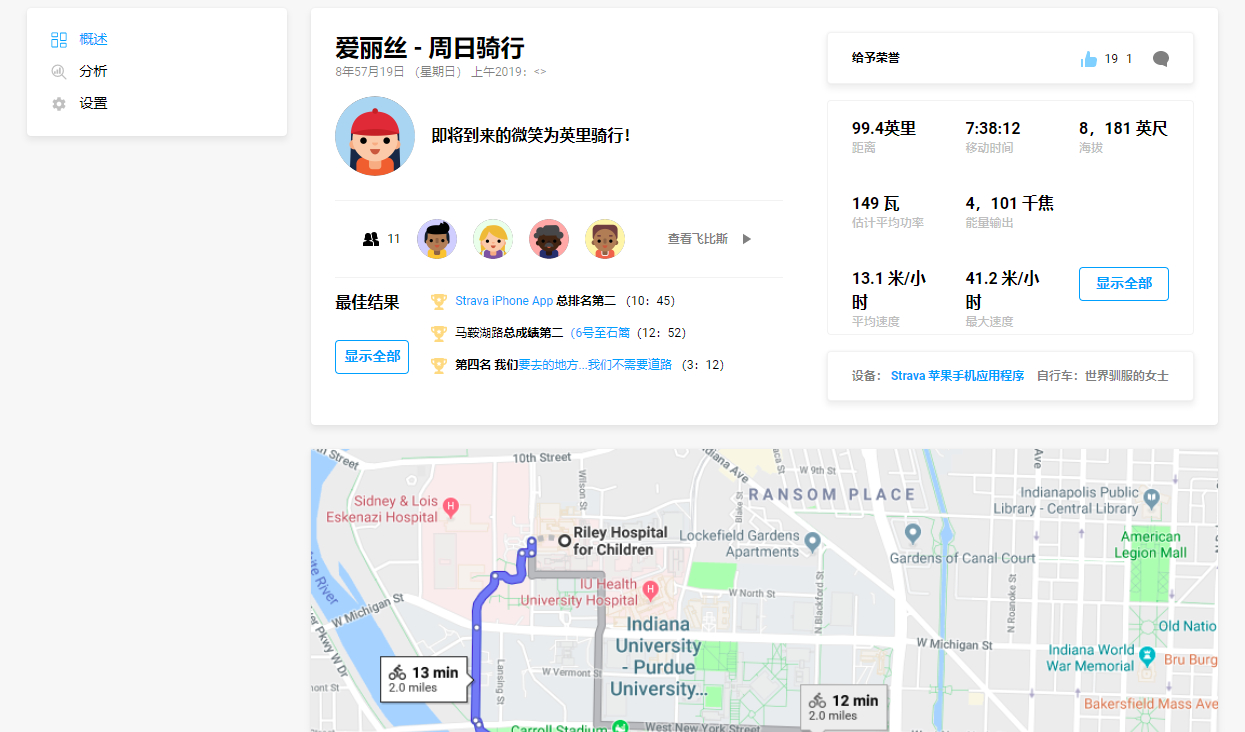 概述
分析
设置
爱丽丝 - 周日骑行
8年57月19日 （星期日） 上午2019：<>
即将到来的微笑为英里骑行！
11
查看飞比斯
最佳结果
显示全部
Strava iPhone App 总排名第二 （10：45）
马鞍湖路总成绩第二 （6号至石篱 （12：52）
第四名 我们要去的地方...我们不需要道路 （3：12）
给予荣誉
19 1
99.4英里
距离
7:38:12
移动时间
8，181 英尺
海拔
149 瓦
估计平均功率
4，101 千焦
能量输出
13.1 米/小
时
平均速度
41.2 米/小
时
最大速度
显示全部
设备： Strava 苹果手机应用程序 自行车：世界驯服的女士
10th Street
Indiana Ave
W 9th St
Wilson St
Blake St
RANSOM PLACE
Sidney & Lois
Eskenazi Hospital
Riley Hospital
for Children
Lockefield Gardens
Apartments
Indianapolis Public
Library - Central Library
Gardens of Canal Court
American
Legion Mall
IU Health
University Hospital
W North St
N Blackford St
N Roanoke St
W Michigan St
W Michigan St
Indiana
University
- Purdue
University...
Old Natio
Indiana World
War Memorial
Bru Burg
Bakersfield Mass Ave
13 min
2.0 miles
Lansing St
W Vermont St
12 min
2.0 miles
Carroll Stadium
West New York Street